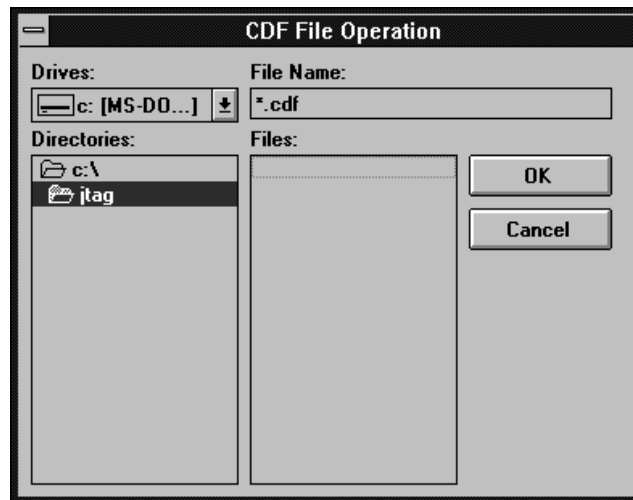 CDF File Operation
Drives:
File Name:
c: [MS-DO...]
*.cdf
Directories:
Files:
c:\
jtag
OK
Cancel